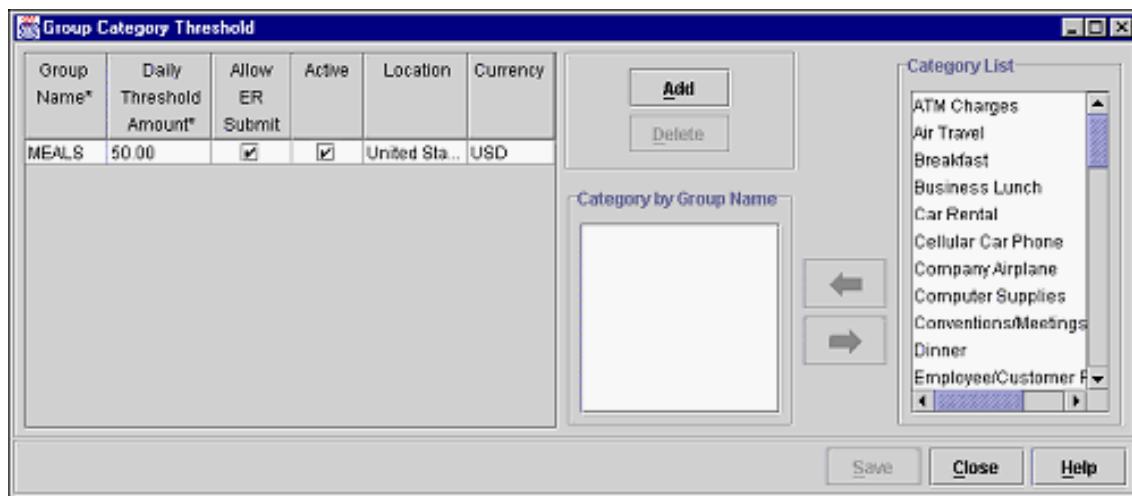 Group Category Threshold
Group Name*
Daily Threshold Amount*
Allow ER Submit
Active
Location
Currency
MEALS 50.00 United Sta... USD
Add
Delete
Category by Group Name
Category List
ATM Charges
Air Travel
Breakfast
Business Lunch
Car Rental
Cellular Car Phone
Company Airplane
Computer Supplies
Conventions/Meetings
Dinner
Employee/Customer
Save
Close
Help